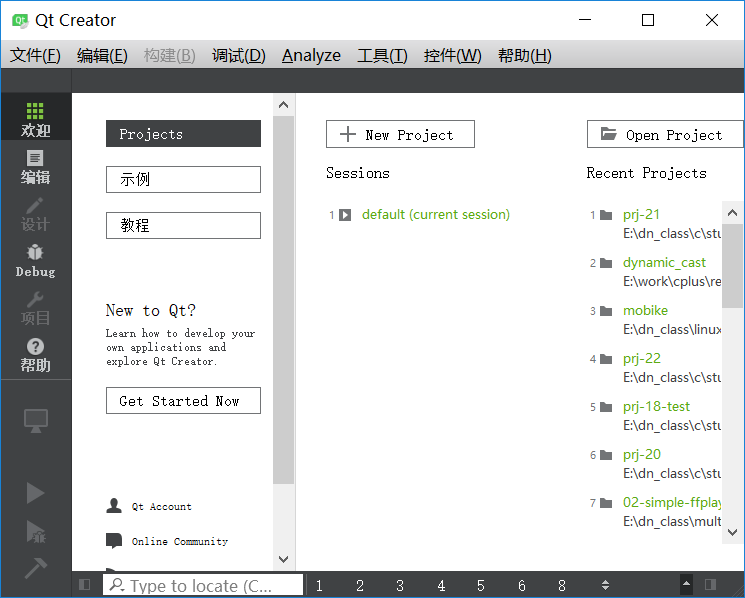 Qt Creator
文件(F) 编辑(E) 构建(B) 调试(D) Analyze 工具(T) 控件(W) 帮助(H)
欢迎
编辑
设计
Debug
项目
帮助
Projects
示例
教程
New to Qt?
Learn how to develop your
own applications and
explore Qt Creator.
Get Started Now
Qt Account
Online Community
New Project
Sessions
1 default (current session)
Open Project
Recent Projects
1 prj-21
E:\dn_class\c\stu
2 dynamic_cast
E:\work\cplus\re
3 mobike
E:\dn_class\linux
4 prj-22
E:\dn_class\c\stu
5 prj-18-test
E:\dn_class\c\stu
6 prj-20
E:\dn_class\c\stu
7 02-simple-ffplay
E:\dn_class\mult
Type to locate (C...
1 2 3 4 5 6 8